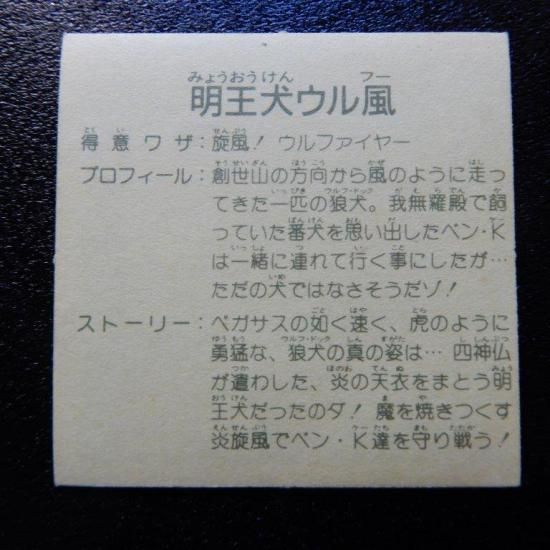 明王犬ウル風
得意ワザ：旋風！ ウルファイヤー
プロフィール：創世山の方向から風のように走っ
てきた一匹の狼犬。我無羅殿で飼
っていた番犬を思い出したベン・K
は一緒に連れて行く事にしたが…
ただの犬ではなさそうだゾ！
ストーリー：ペガサスの如く速く、虎のように
勇猛な、狼犬の真の姿は… 四神仏
が遣わした、炎の天衣をまとう明
王犬だったのダ！ 魔を焼きつくす
炎旋風でベン・K達を守り戦う！